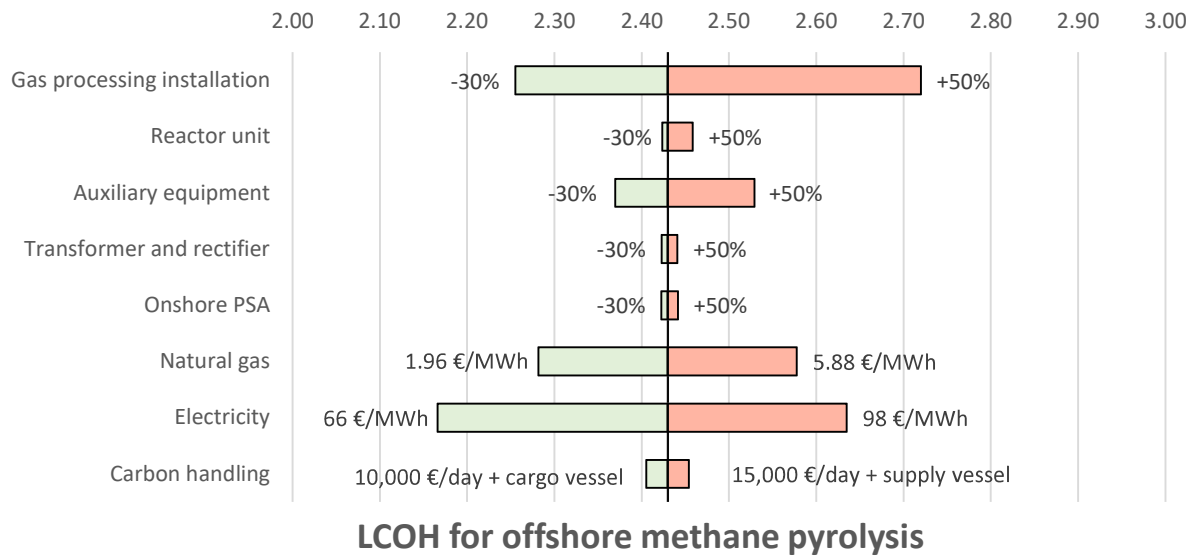 2.00 2.10 2.20 2.30 2.40 2.50 2.60 2.70 2.80 2.90 3.00
Gas processing installation -30% +50%
Reactor unit -30% +50%
Auxiliary equipment -30% +50%
Transformer and rectifier -30% +50%
Onshore PSA -30% +50%
Natural gas 1.96 €/MWh 5.88 €/MWh
Electricity 66 €/MWh 98 €/MWh
Carbon handling 10,000 €/day + cargo vessel 15,000 €/day + supply vessel
LCOH for offshore methane pyrolysis